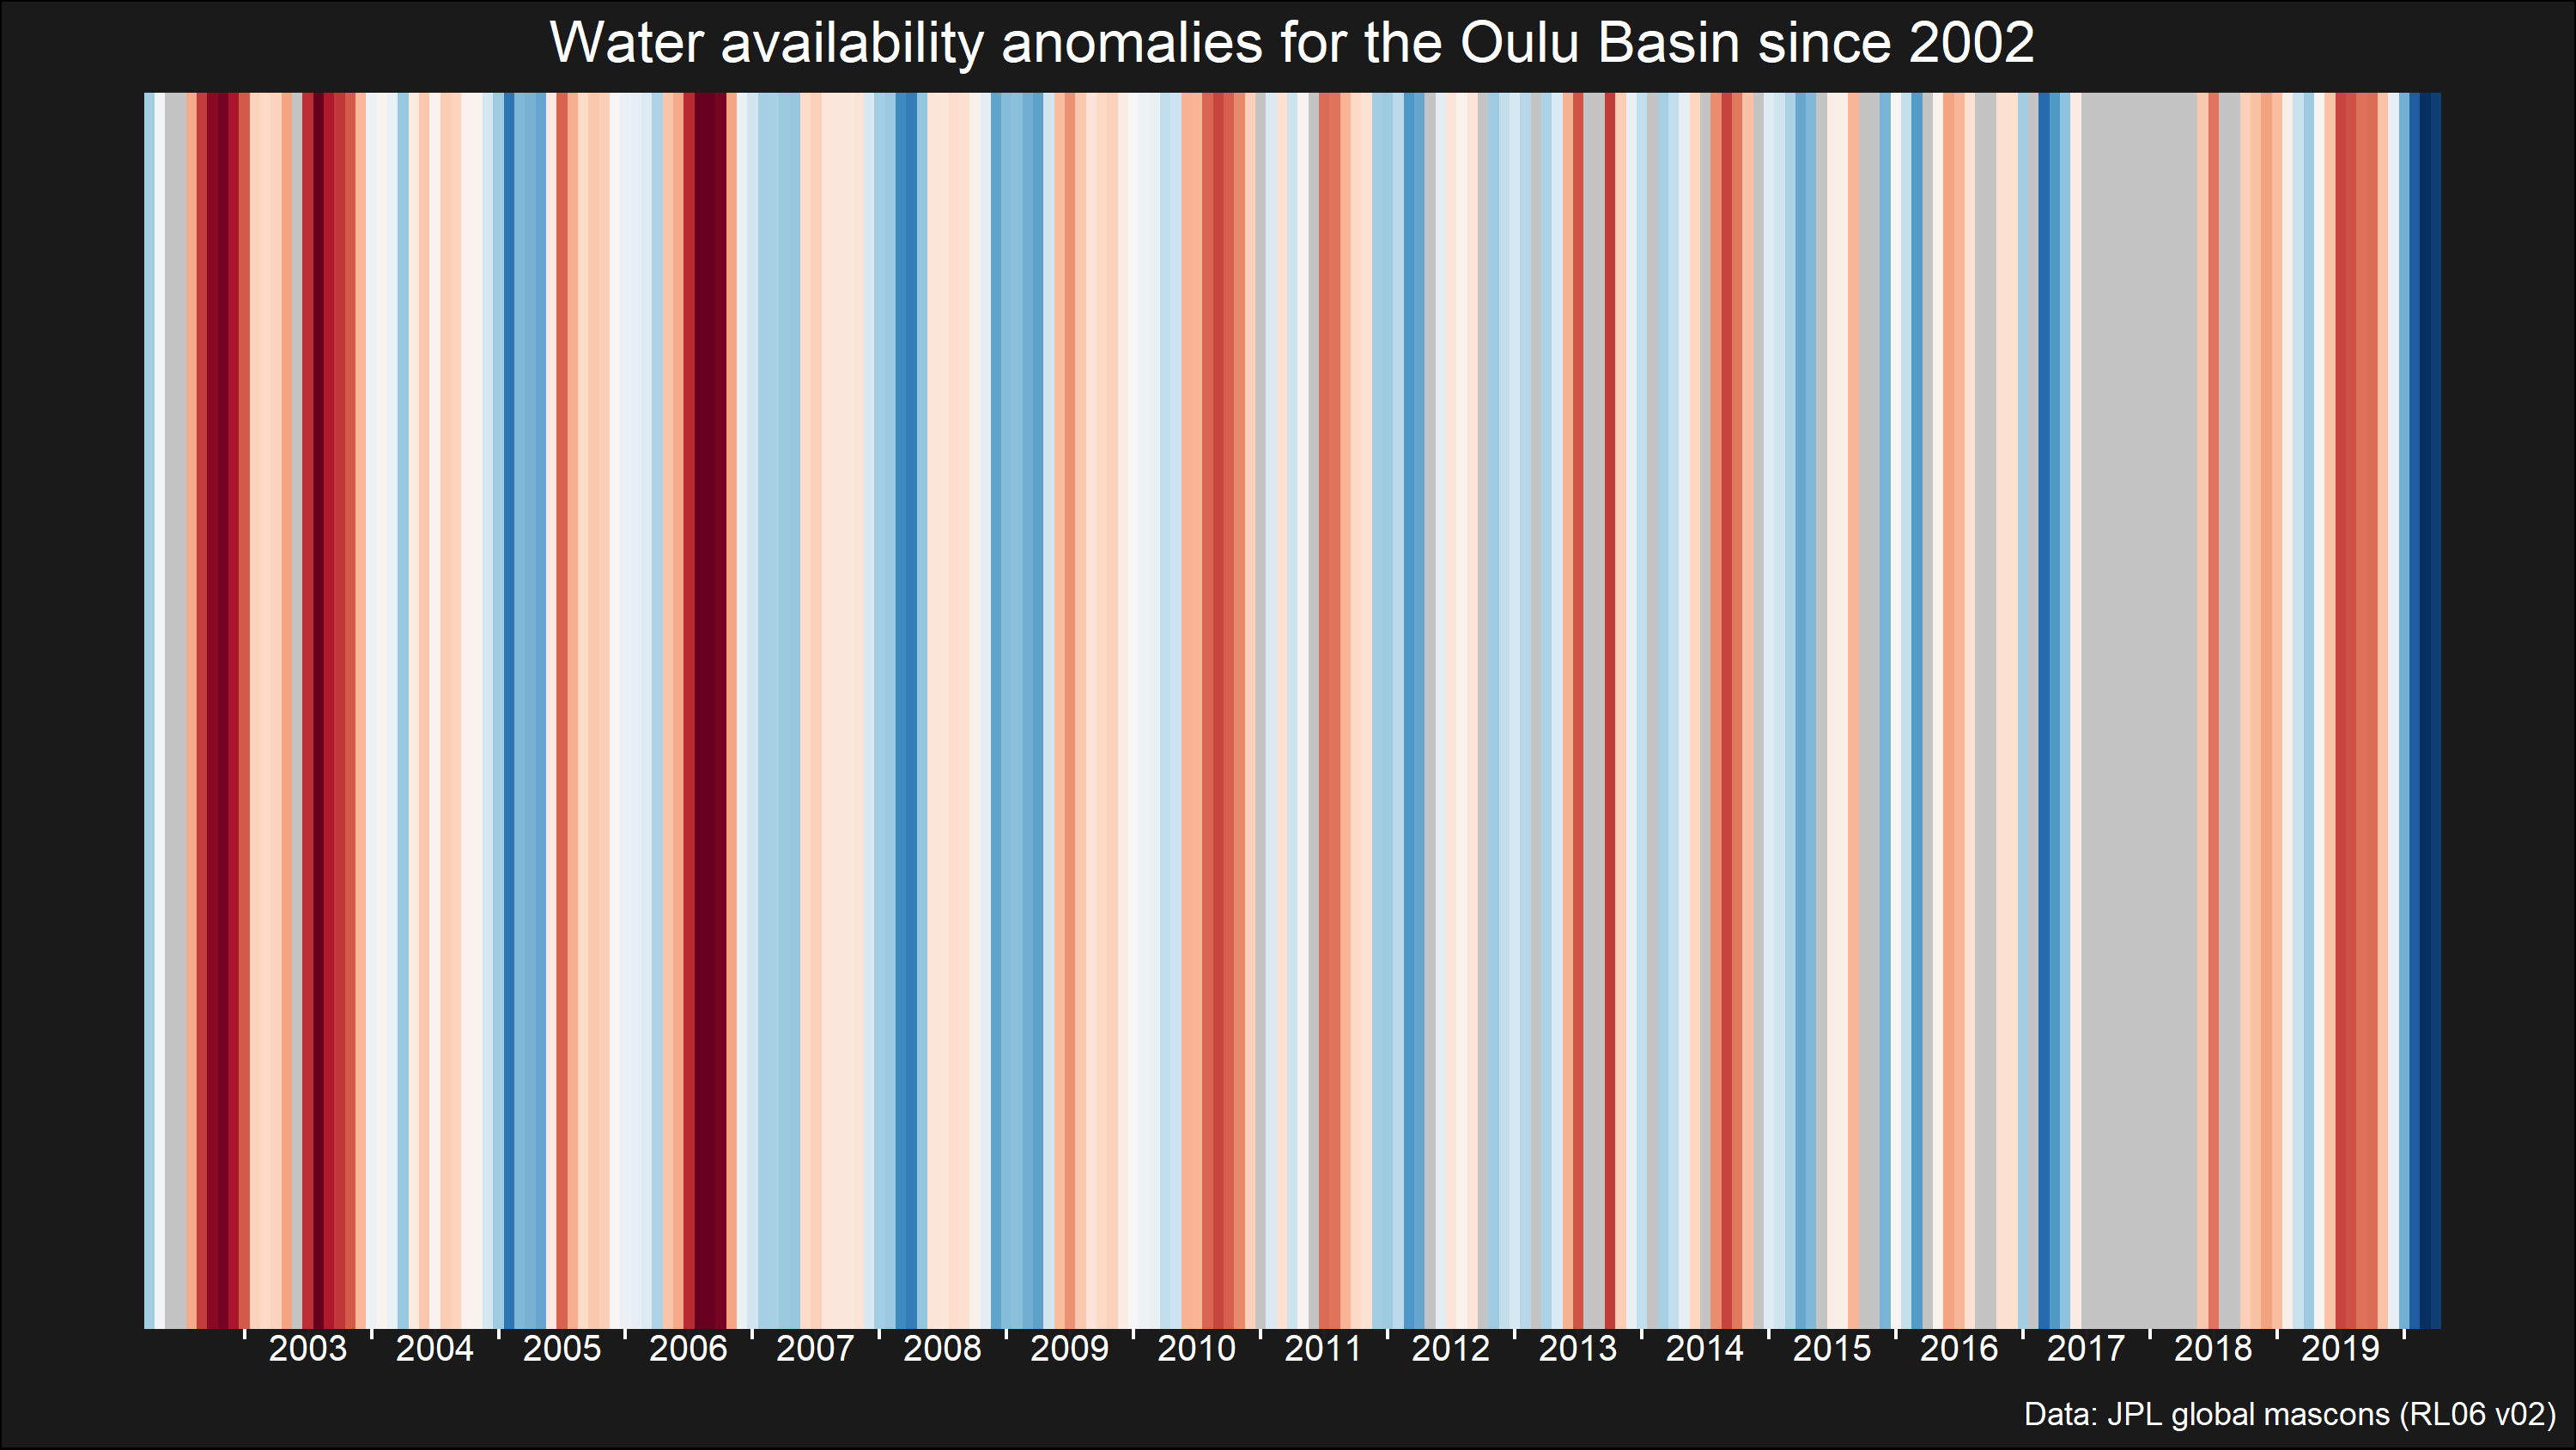 Water availability anomalies for the Oulu Basin since 2002
2003 2004 2005 2006 2007 2008 2009 2010 2011 2012 2013 2014 2015 2016 2017 2018 2019
Data: JPL global mascons (RL06 v02)